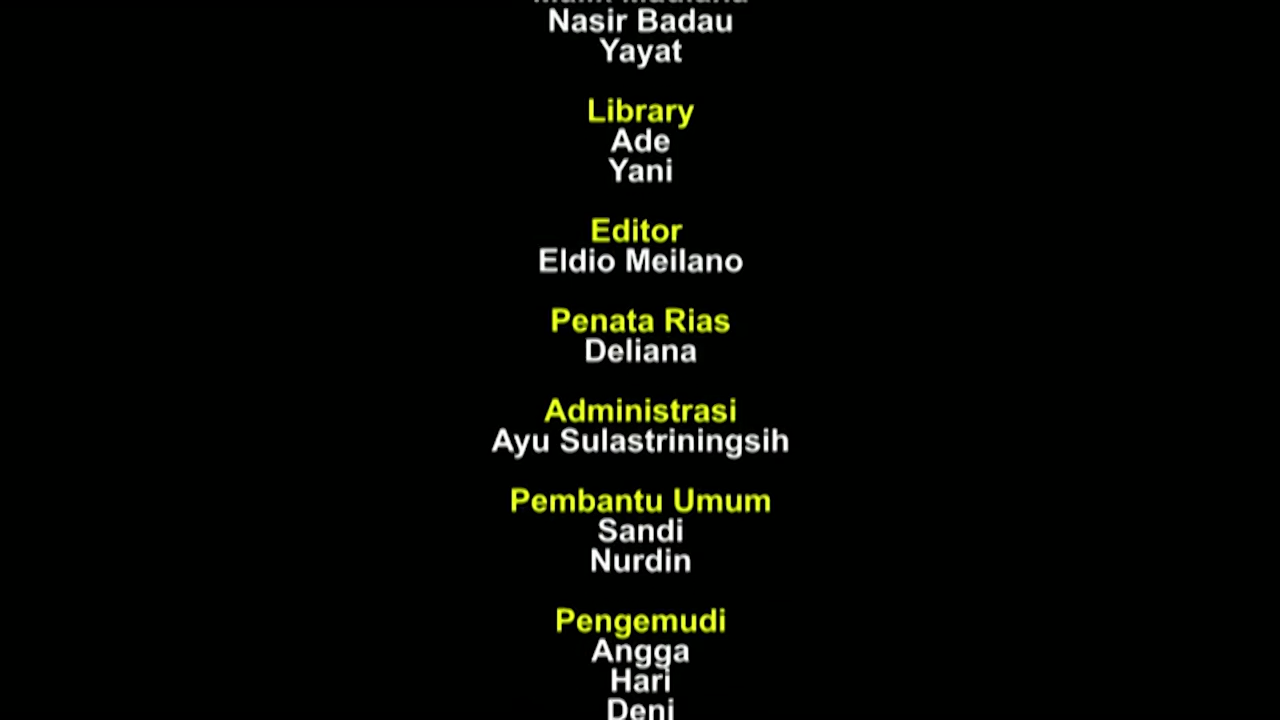 Nasir Badau
Yayat
Library
Ade
Yani
Editor
Eldio Meilano
Penata Rias
Deliana
Administrasi
Ayu Sulastriningsih
Pembantu Umum
Sandi
Nurdin
Pengemudi
Angga
Hari
Deni